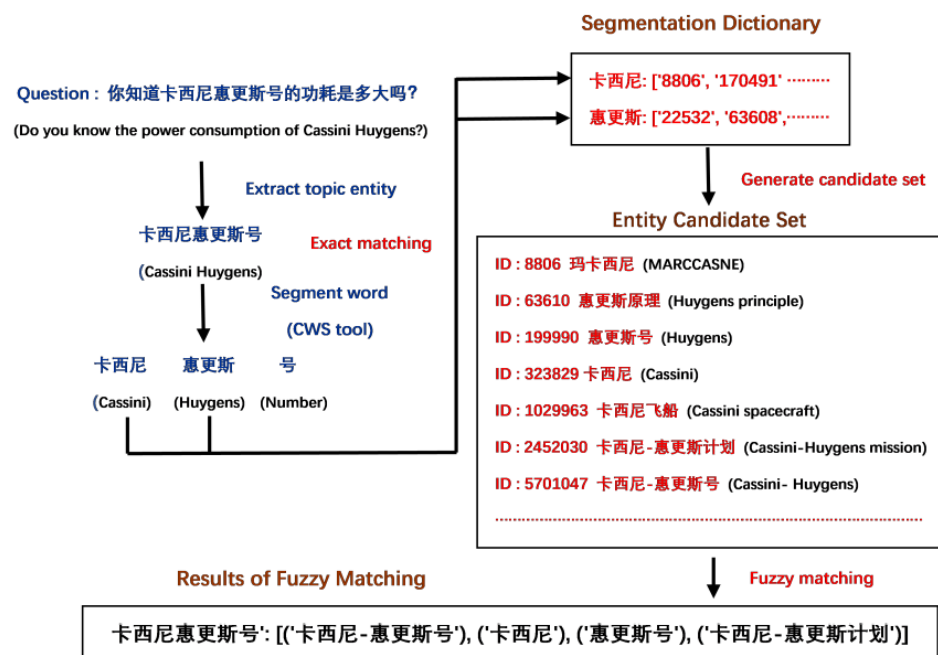 Segmentation Dictionary
卡西尼: ['8806', '170491' ………
惠更斯: ['22532', '63608',………
Question : 你知道卡西尼惠更斯号的功耗是多大吗?
(Do you know the power consumption of Cassini Huygens?)
Extract topic entity
卡西尼惠更斯号
Exact matching
(Cassini Huygens)
Segment word
(CWS tool)
卡西尼 惠更斯 号
(Cassini) (Huygens) (Number)
Generate candidate set
Entity Candidate Set
ID : 8806 玛卡西尼 (MARCCASNE)
ID : 63610 惠更斯原理 (Huygens principle)
ID : 199990 惠更斯号 (Huygens)
ID : 323829 卡西尼 (Cassini)
ID : 1029963 卡西尼飞船 (Cassini spacecraft)
ID : 2452030 卡西尼-惠更斯计划 (Cassini-Huygens mission)
ID : 5701047 卡西尼-惠更斯号 (Cassini- Huygens)
………………………………………………………………
Fuzzy matching
Results of Fuzzy Matching
卡西尼惠更斯号': [('卡西尼-惠更斯号'), ('卡西尼'), ('惠更斯号'), ('卡西尼-惠更斯计划')]